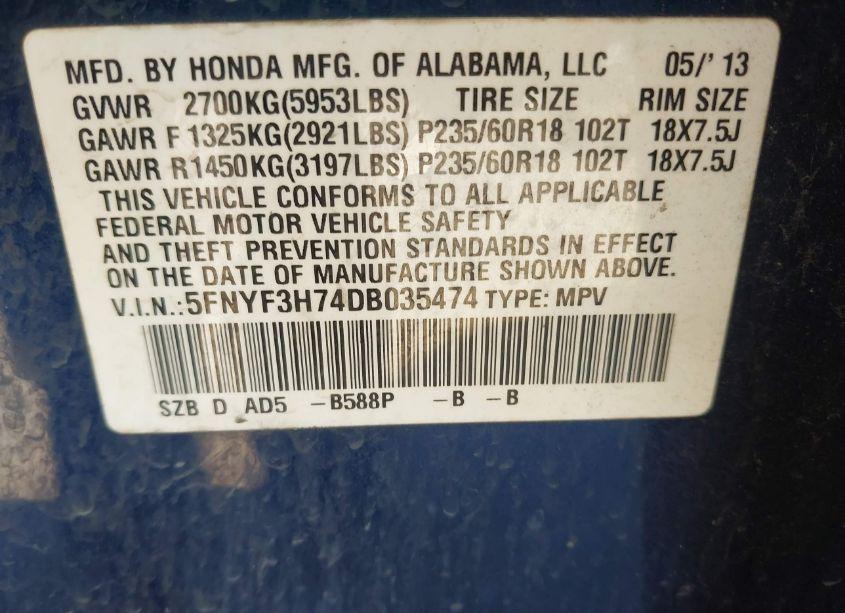 MFD. BY HONDA MFG. OF ALABAMA, LLC 05/'13
GVWR 2700KG(5953LBS) TIRE SIZE RIM SIZE
GAWR F1325KG(2921LBS) P235/60R18 102T 18X7.5J
GAWR R1450KG(3197LBS) P235/60R18 102T 18X7.5J
THIS VEHICLE CONFORMS TO ALL APPLICABLE
FEDERAL MOTOR VEHICLE SAFETY
AND THEFT PREVENTION STANDARDS IN EFFECT
ON THE DATE OF MANUFACTURE SHOWN ABOVE.
V.I.N.:5FNYF3H74DB035474 TYPE: MPV
SZB D AD5 -B588P -B -B